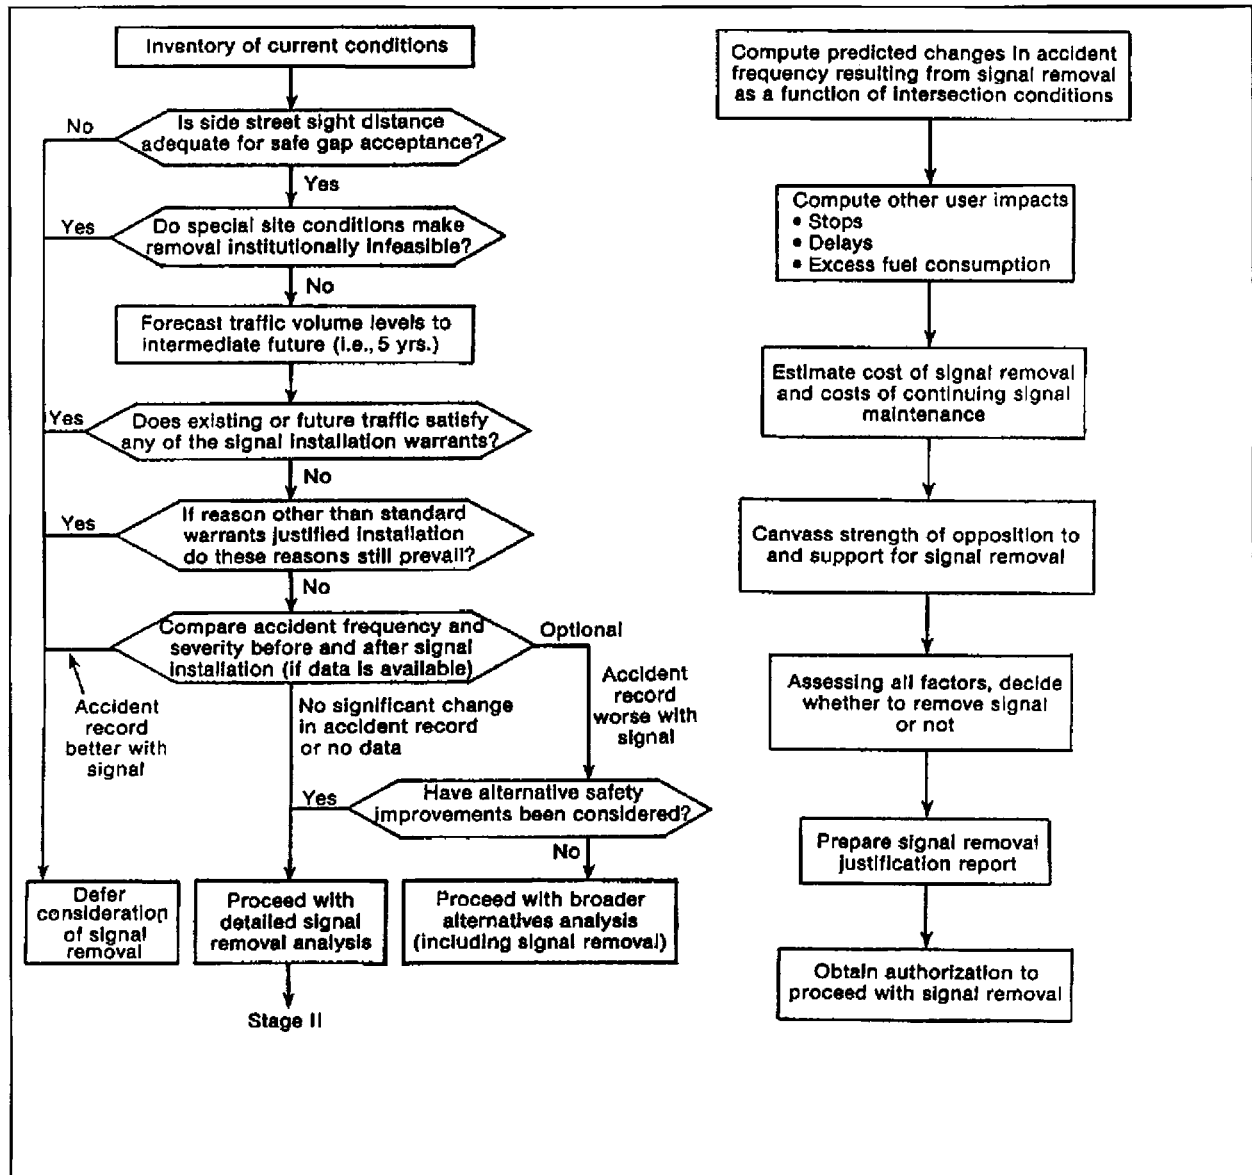 Inventory of current conditions
No
Is side street sight distance
adequate for safe gap acceptance?
Yes
Yes
Do special site conditions make
removal institutionally infeasible?
No
Forecast traffic volume levels to
intermediate future (i.e., 5 yrs.)
Yes
Does existing or future traffic satisfy
any of the signal installation warrants?
No
Yes
If reason other than standard
warrants justified installation
do these reasons still prevail?
No
Compare accident frequency and
severity before and after signal
installation (if data is available)
Optional
Accident
record
better with
signal
No significant change
in accident record
or no data
Accident
record
worse with
signal
Yes
Have alternative safety
improvements been considered?
No
Defer
consideration
of signal
removal
Proceed with
detailed signal
removal analysis
Proceed with broader
alternatives analysis
(including signal removal)
Stage II
Compute predicted changes in accident
frequency resulting from signal removal
as a function of intersection conditions
Compute other user impacts
• Stops
• Delays
• Excess fuel consumption
Estimate cost of signal removal
and costs of continuing signal
maintenance
Canvass strength of opposition to
and support for signal removal
Assessing all factors, decide
whether to remove signal
or not
Prepare signal removal
justification report
Obtain authorization to
proceed with signal removal